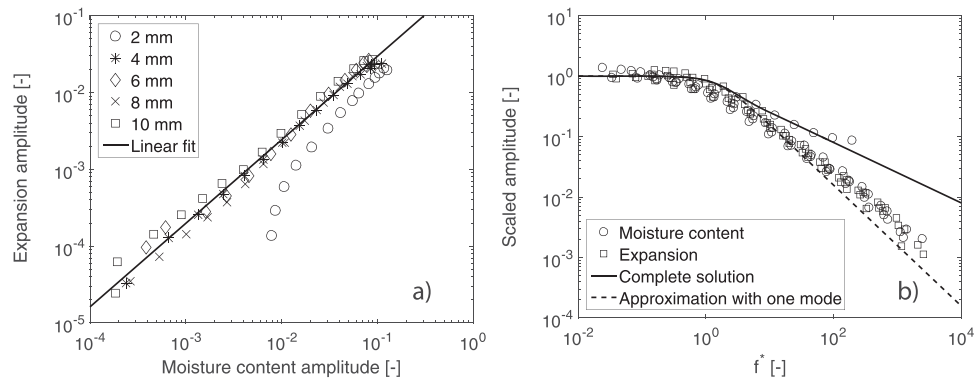 10^-1
10^-2
10^-3
10^-4
10^-5
10^-4
10^-3
10^-2
10^-1
10^0
Expansion amplitude [-]
Moisture content amplitude [-]
2 mm
4 mm
6 mm
8 mm
10 mm
Linear fit
a)
10^1
10^0
10^-1
10^-2
10^-3
10^-4
10^-2
10^0
10^2
10^4
Scaled amplitude [-]
f* [-]
Moisture content
Expansion
Complete solution
Approximation with one mode
b)